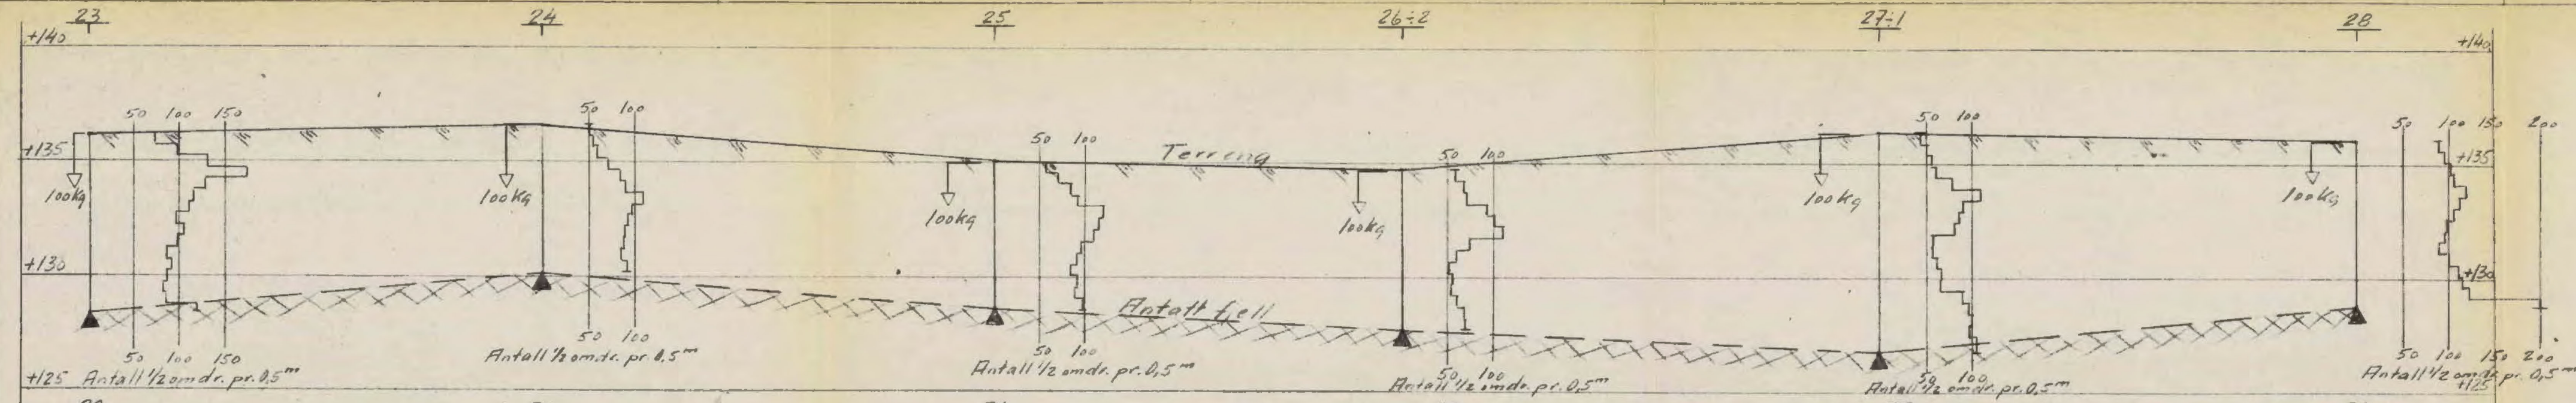 23 24 25 26÷2 27÷1 28
+140 +140
50 100 150
50 100
50 100
50 100
50 100
50 100 150 200
+135 Terreng +135
100kg 100kg 100kg 100kg 100kg 100kg
+130 +130
Antatt fjell
50 100 150
50 100
50 100
50 100
50 100
50 100 150 200
+125 Antall 1/2 omdr. pr. 0,5m
Antall 1/2 omdr. pr. 0,5m
Antall 1/2 omdr. pr. 0,5m
Antall 1/2 omdr. pr. 0,5m
Antall 1/2 omdr. pr. 0,5m
Antall 1/2 omdr. pr. 0,5m
+125